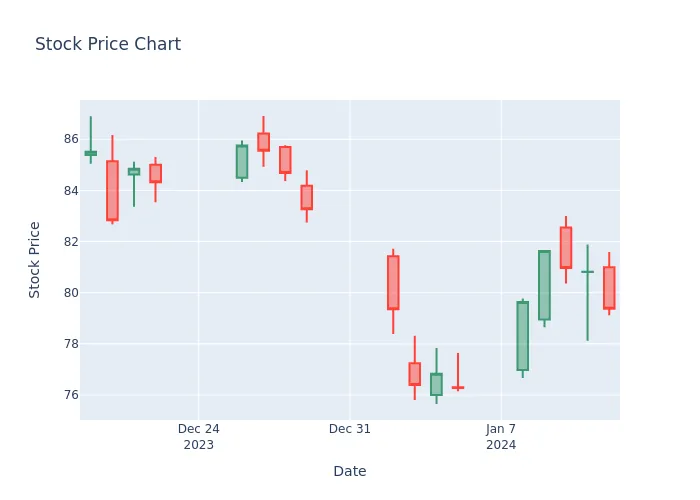 Stock Price Chart
Stock Price
86
84
82
80
78
76
Dec 24
2023
Dec 31
Jan 7
2024
Date